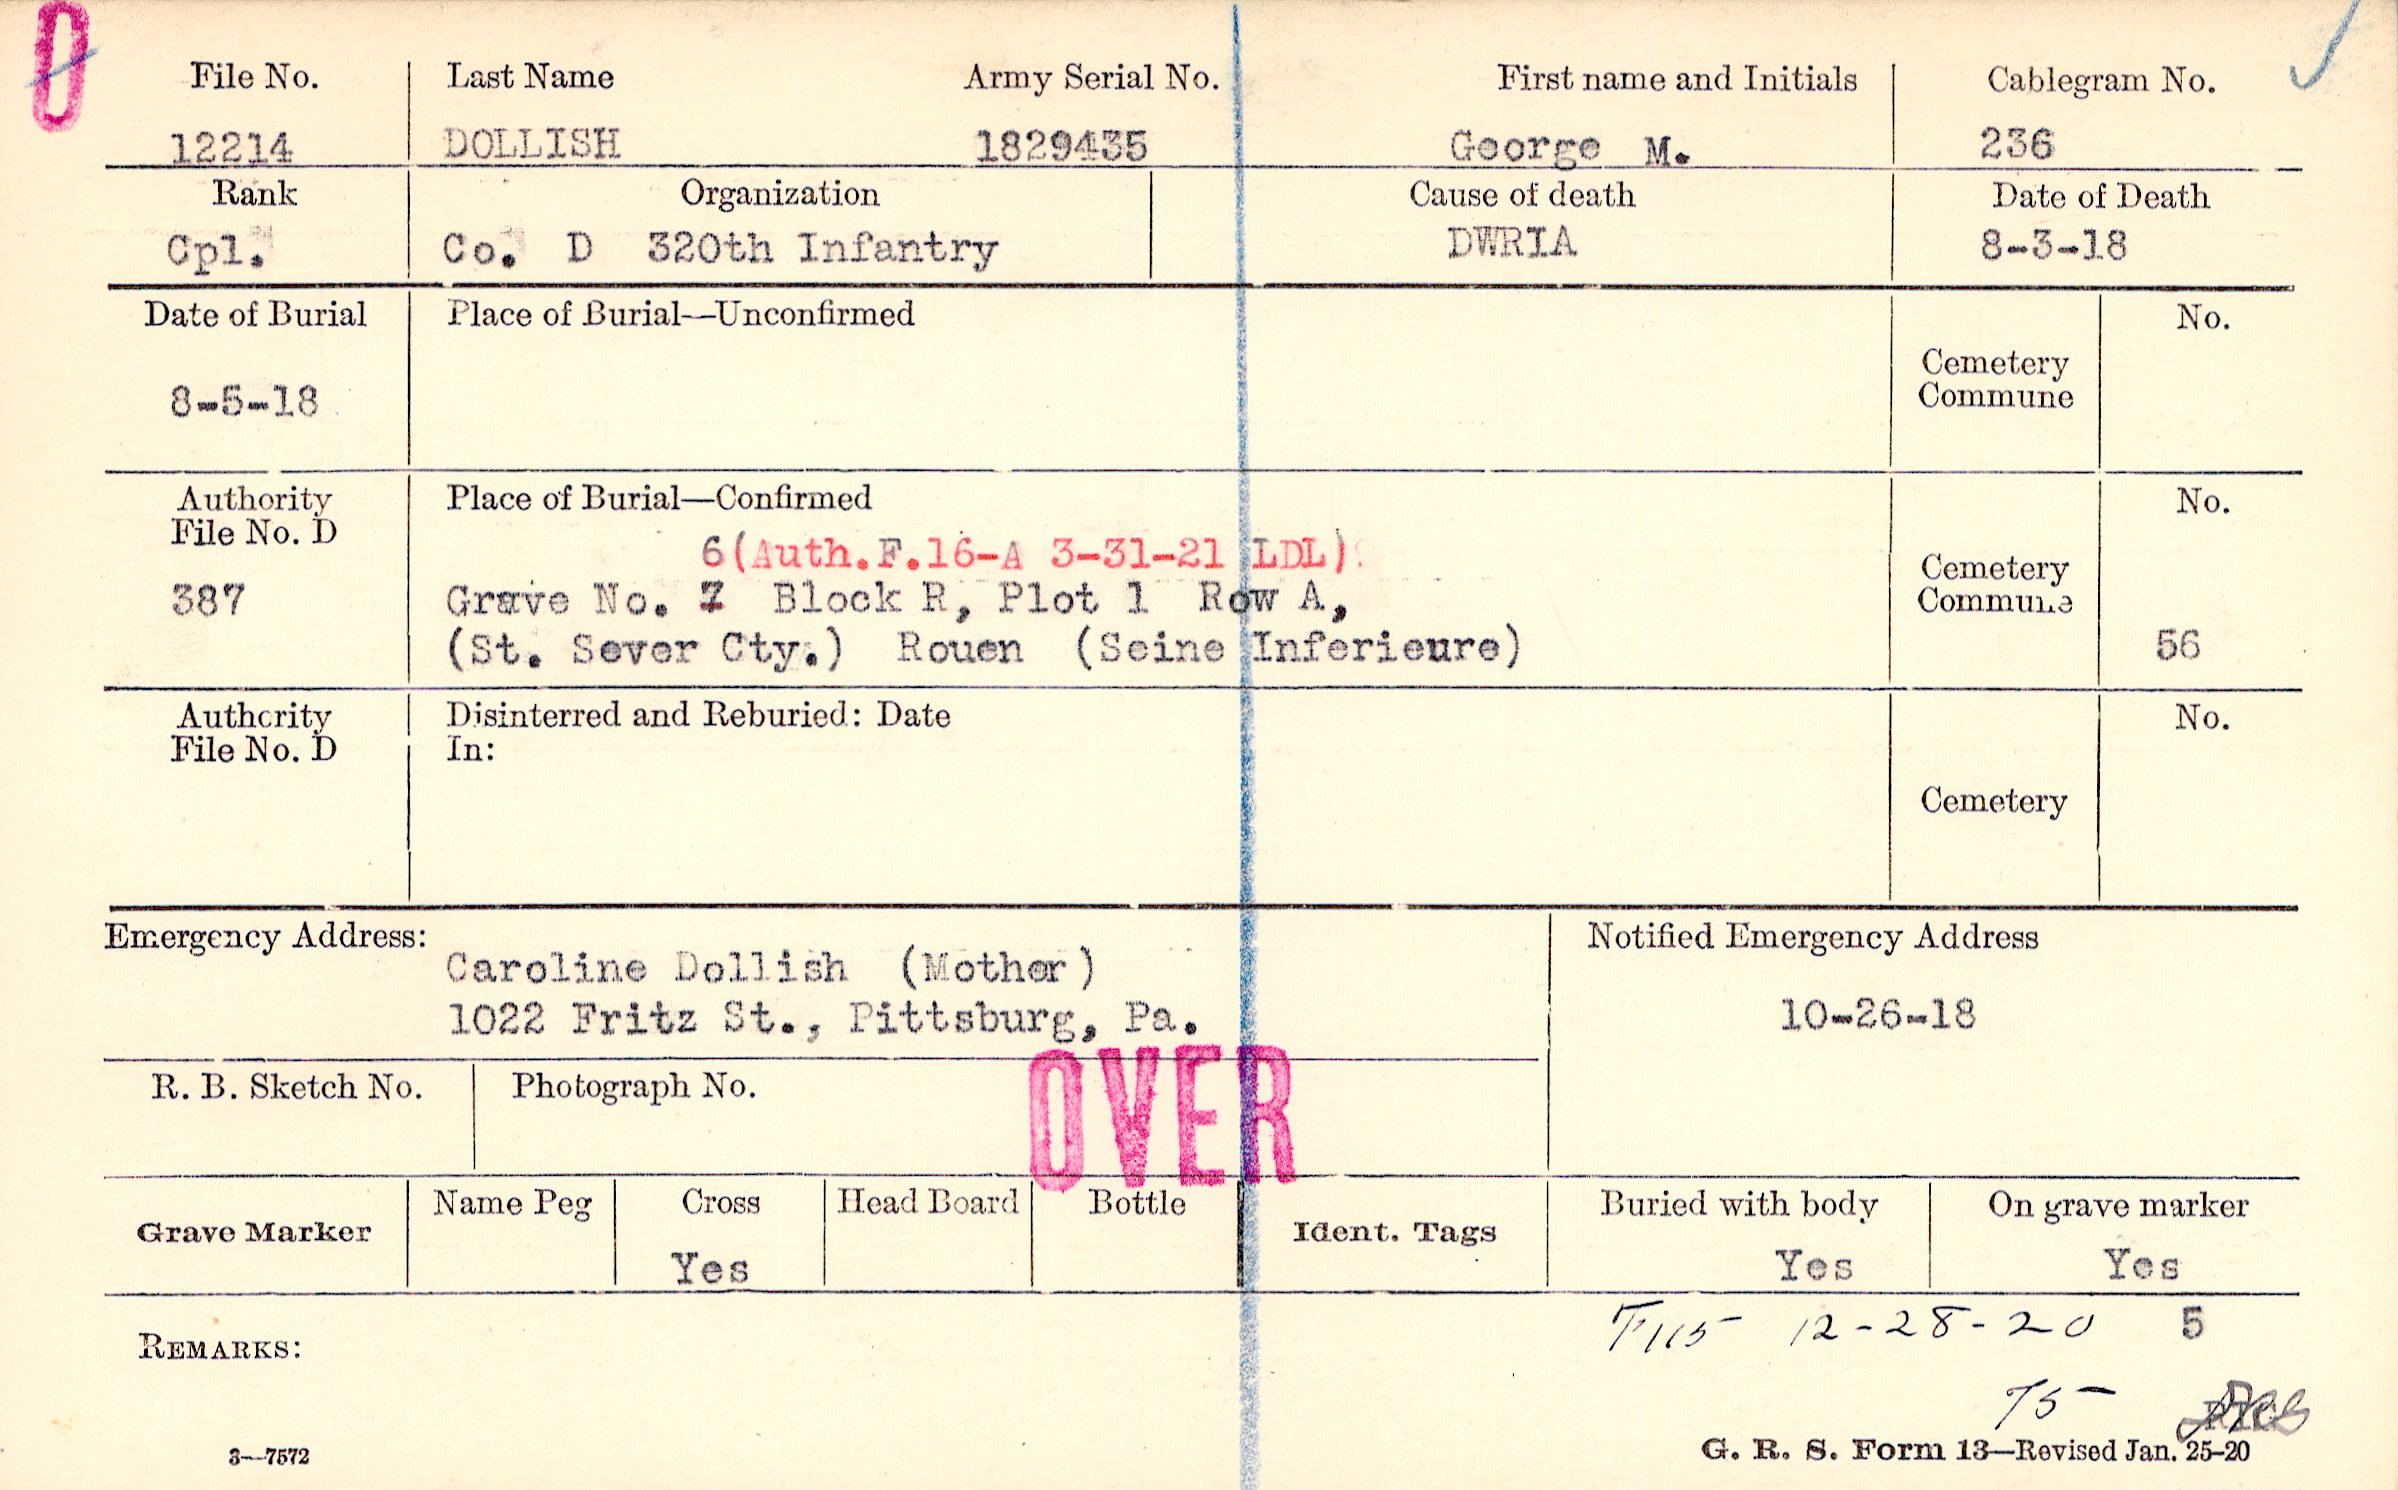 0
File No. Last Name Army Serial No. First name and Initials Cablegram No.
12214 DOLLISH 1829435 George M. 236
Rank Organization Cause of death Date of Death
Cpl. Co. D 320th Infantry DWRIA 8-3-18
Date of Burial Place of Burial—Unconfirmed No.
Cemetery
Commune
8-5-18
Authority Place of Burial—Confirmed No.
File No. D
6(Auth.F.16-A 3-31-21 LDL)
Cemetery
387 Grave No. 7 Block R, Plot 1 Row A, Commune
(St. Sever Cty.) Rouen (Seine Inferieure) 56
Authority Disinterred and Reburied: Date No.
File No. D In:
Cemetery
Emergency Address: Notified Emergency Address
Caroline Dollish (Mother)
1022 Fritz St., Pittsburg, Pa. 10-26-18
R. B. Sketch No. Photograph No.
OVER
Grave Marker Name Peg Cross Head Board Bottle Ident. Tags Buried with body On grave marker
Yes Yes Yes
F115 12-28-20 5
REMARKS:
75
3—7572 G. R. S. Form 13—Revised Jan. 25-20